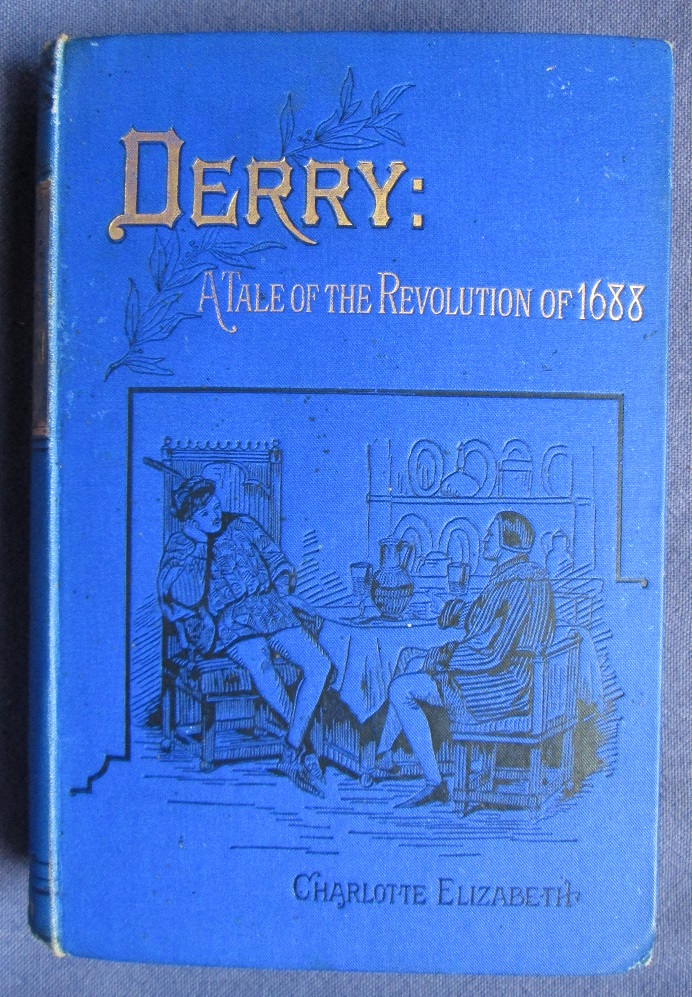 DERRY:
A TALE OF THE REVOLUTION OF 1688
CHARLOTTE ELIZABETH